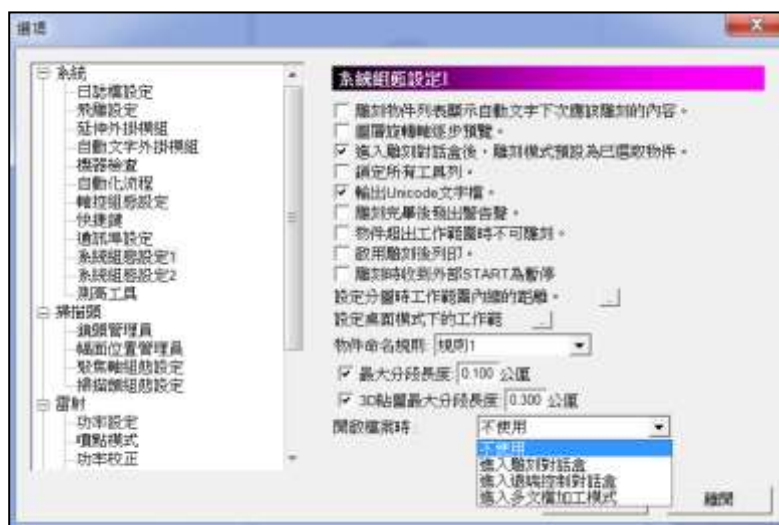 選項
系統
日誌檔設定
飛雕設定
延伸外掛模組
自動文字外掛模組
機器檢查
自動化流程
軸控組態設定
快捷鍵
通訊埠設定
系統組態設定1
系統組態設定2
測高工具
掃描頭
鏡頭管理員
幅面位置管理員
聚焦軸組態設定
掃描頭組態設定
雷射
功率設定
噴點模式
功率校正
系統組態設定1
雕刻物件列表顯示自動文字下次應該雕刻的內容。
圖層旋轉軸逐步預覽。
進入雕刻對話盒後，雕刻模式預設為已選取物件。
鎖定所有工具列。
輸出Unicode文字檔。
雕刻完畢後發出警告聲。
物件超出工作範圍時不可雕刻。
啟用雕刻後列印。
雕刻時收到外部START為暫停
設定分圖時工作範圍內縮的距離。 ..
設定桌面模式下的工作範 ..
物件命名規則 規則1
最大分段長度 0.100 公厘
3D貼圖最大分段長度 0.300 公厘
開啟檔案時 不使用
不使用
進入雕刻對話盒
進入遠端控制對話盒
進入多文檔加工模式
離開